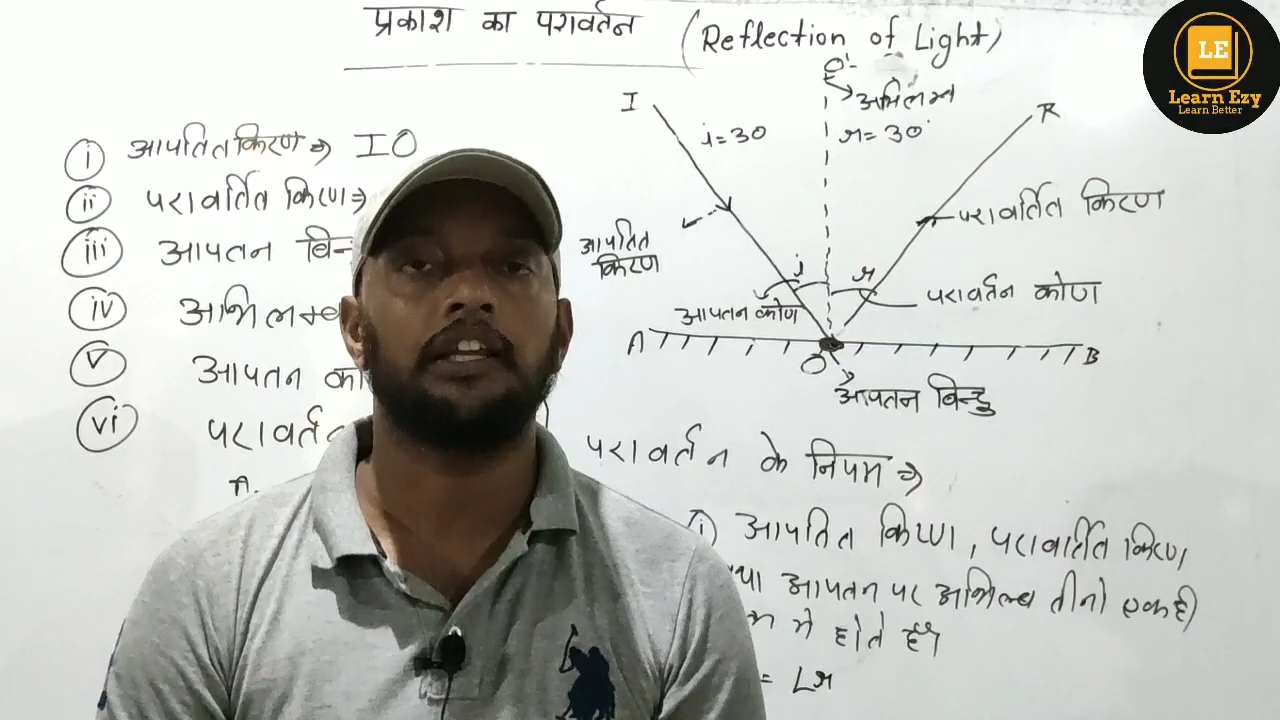 प्रकाश का परावर्तन (Reflection of Light)
LE
Learn Ezy
Learn Better
O'
अभिलम्ब
I
R
i=30
r=30°
i आपतित किरण ⇒ IO
ii परावर्तित किरण ⇒
iii आपतन
iv अभिलम्ब
v आपतन
vi
आपतित
किरण
परावर्तित किरण
i
r
आपतन कोण
परावर्तन कोण
A
B
O
आपतन बिन्दु
परावर्तन के नियम ⇒
i) आपतित किरण, परावर्तित किरण
आपतन पर अभिलम्ब तीनो एक ही
मे होते हैं
= ∠r